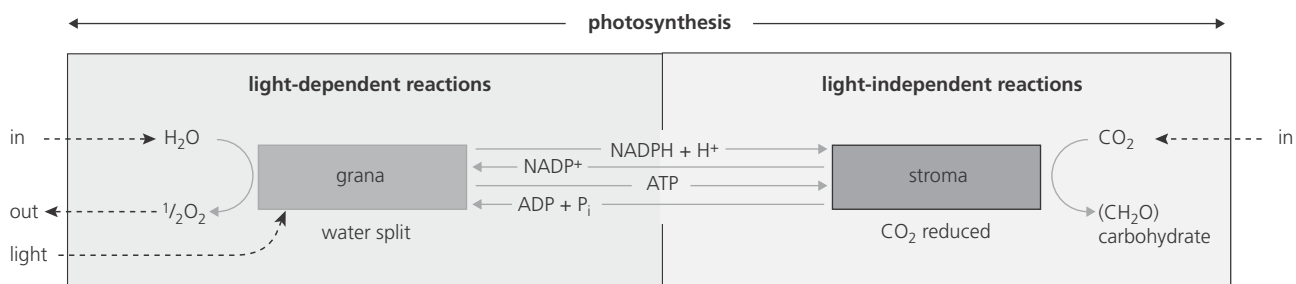 photosynthesis
light-dependent reactions
light-independent reactions
in
H₂O
NADPH + H⁺
CO₂
in
grana
NADP⁺
stroma
ATP
out
½O₂
ADP + Pᵢ
(CH₂O)
carbohydrate
water split
CO₂ reduced
light